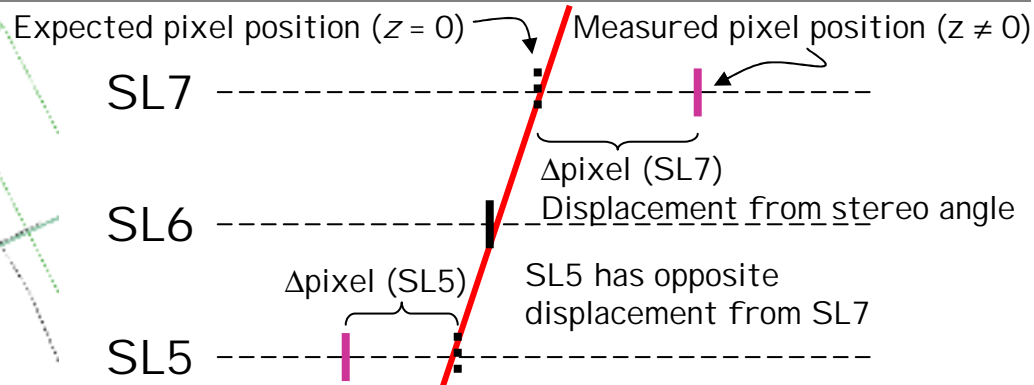 Expected pixel position (z = 0)
Measured pixel position (z ≠ 0)
SL7
Δpixel (SL7)
Displacement from stereo angle
SL6
Δpixel (SL5)
SL5 has opposite
displacement from SL7
SL5